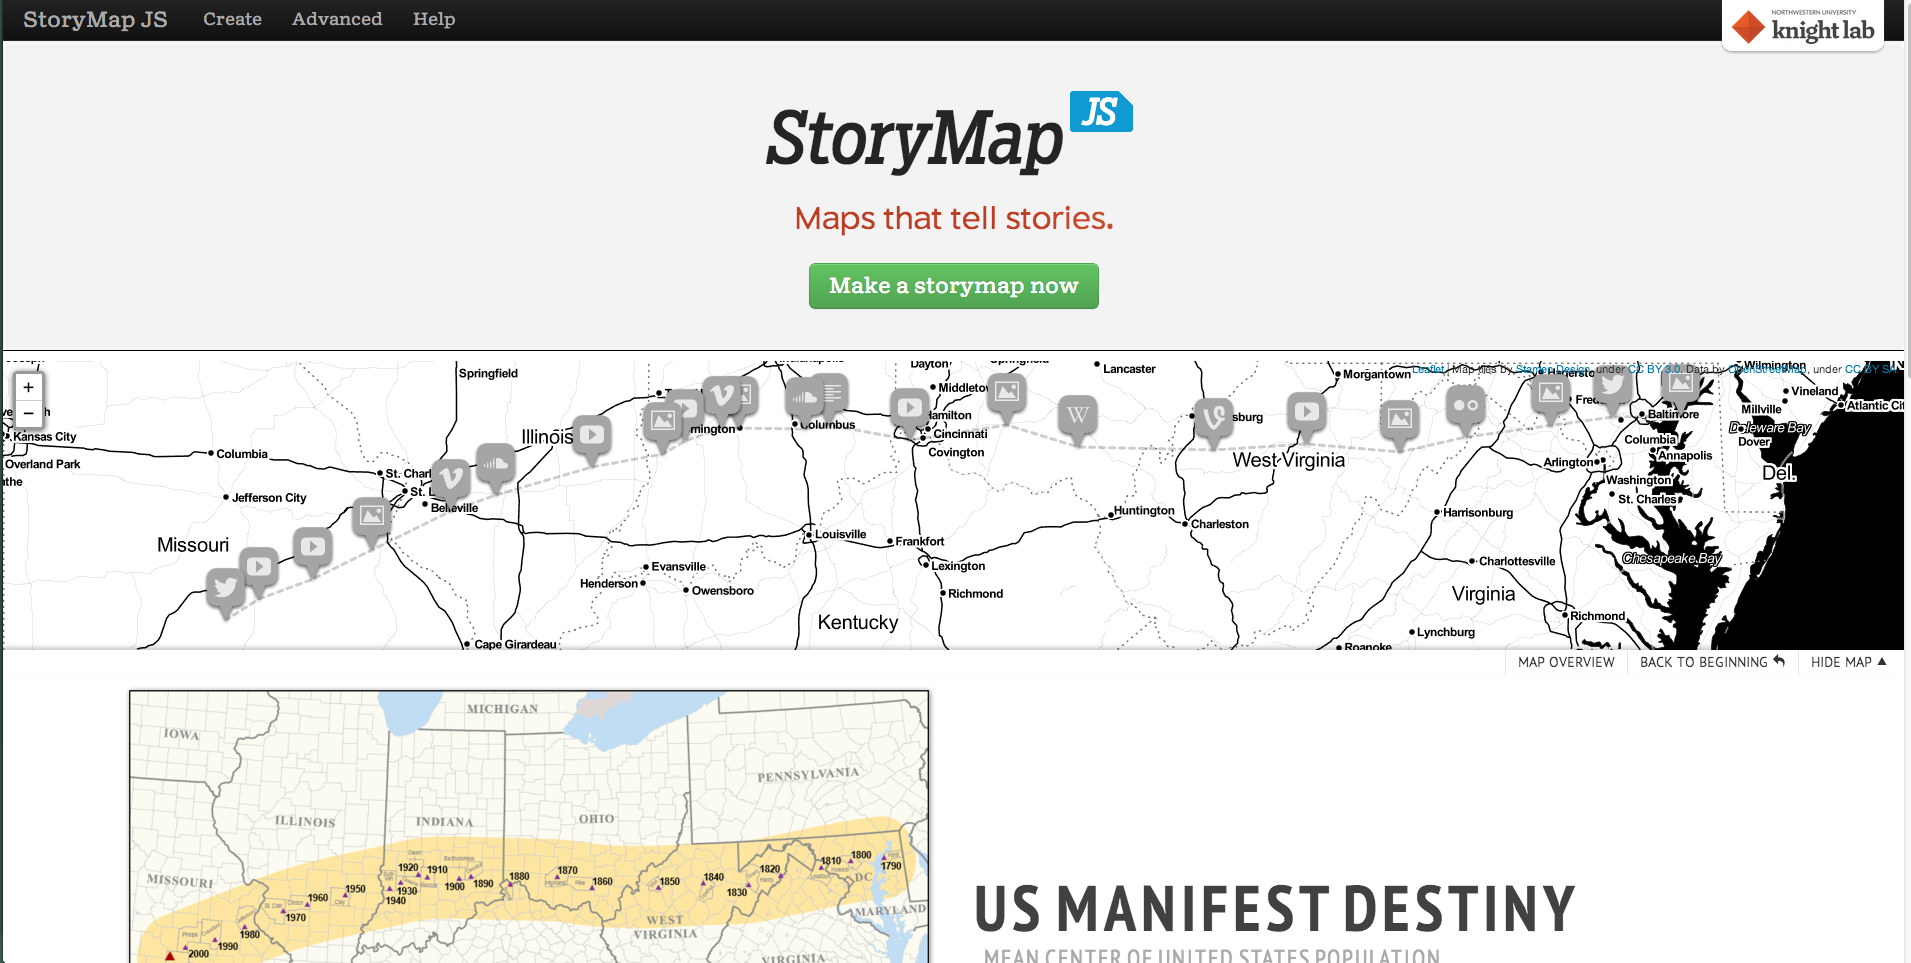 StoryMap JS
Create
Advanced
Help
NORTHWESTERN UNIVERSITY
knight lab
StoryMap JS
Maps that tell stories.
Make a storymap now
+
−
Springfield
Dayton
Lancaster
Morgantown
Leaflet | Map tiles by Stamen Design, under CC BY 3.0. Data by OpenStreetMap, under CC BY SA
Wilmington
Vineland
Atlantic Cit
Millville
Middletow
Hamilton
Columbus
mington
sburg
Baltimore
Deleware Bay
Dover
Illinois
Kansas City
Cincinnati
Columbia
Covington
Annapolis
Columbia
Overland Park
West Virginia
Arlington
Del.
St. Charl
Washington
St. L
Jefferson City
St. Charles
Belleville
Huntington
Harrisonburg
Charleston
Missouri
Louisville
Frankfort
Chesapeake Bay
Charlottesville
Evansville
Lexington
Henderson
Owensboro
Richmond
Virginia
Kentucky
Richmond
Lynchburg
Cape Girardeau
Roanoke
MAP OVERVIEW
BACK TO BEGINNING
HIDE MAP
MICHIGAN
IOWA
PENNSYLVANIA
ILLINOIS
INDIANA
OHIO
MISSOURI
WEST
VIRGINIA
DC
MARYLAND
VIRGINIA
1790
1800
1810
1820
1830
1840
1850
1860
1870
1880
1890
1900
1910
1920
1930
1940
1950
1960
1970
1980
1990
2000
US MANIFEST DESTINY
MEAN CENTER OF UNITED STATES POPULATION